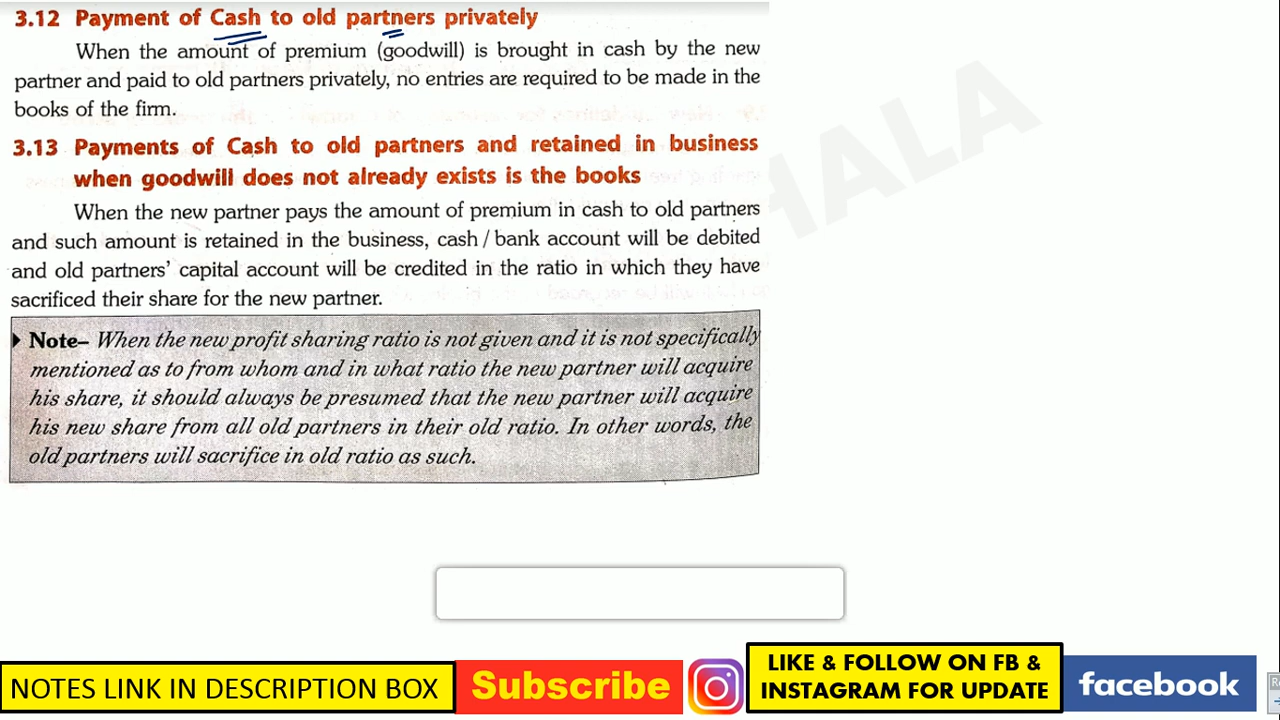 3.12 Payment of Cash to old partners privately
When the amount of premium (goodwill) is brought in cash by the new
partner and paid to old partners privately, no entries are required to be made in the
books of the firm.
3.13 Payments of Cash to old partners and retained in business
when goodwill does not already exists is the books
When the new partner pays the amount of premium in cash to old partners
and such amount is retained in the business, cash / bank account will be debited
and old partners' capital account will be credited in the ratio in which they have
sacrificed their share for the new partner.
Note– When the new profit sharing ratio is not given and it is not specifically
mentioned as to from whom and in what ratio the new partner will acquire
his share, it should always be presumed that the new partner will acquire
his new share from all old partners in their old ratio. In other words, the
old partners will sacrifice in old ratio as such.
HALA
NOTES LINK IN DESCRIPTION BOX
Subscribe
LIKE & FOLLOW ON FB &
INSTAGRAM FOR UPDATE
facebook